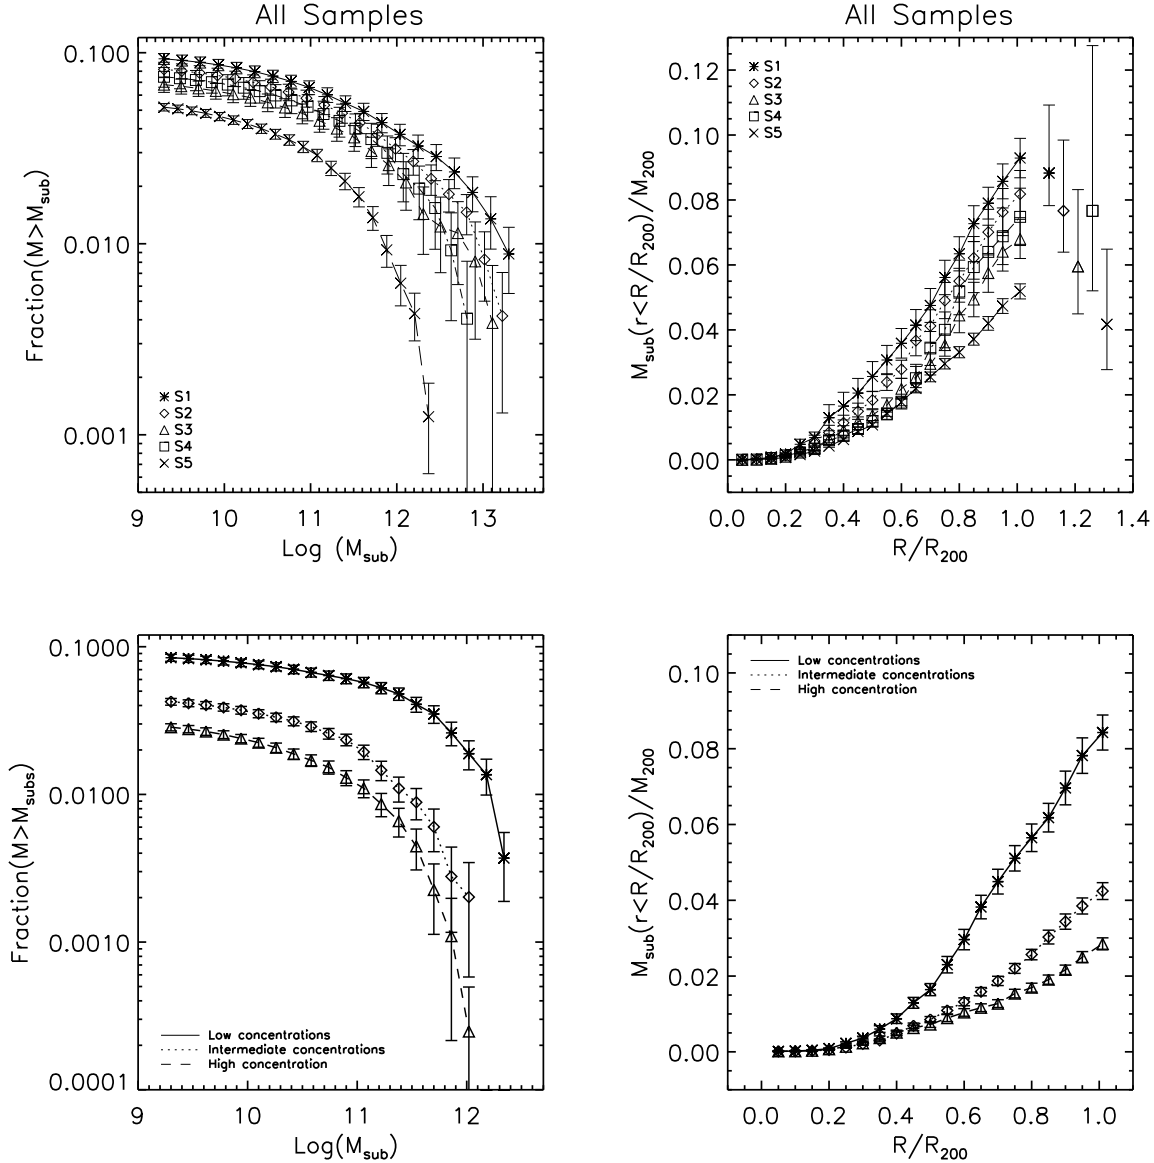 All Samples
0.100
0.010
0.001
Fraction(M>M_sub)
S1
S2
S3
S4
S5
9 10 11 12 13
Log (M_sub)
All Samples
0.12
0.10
0.08
0.06
0.04
0.02
0.00
M_sub(r<R/R_200)/M_200
S1
S2
S3
S4
S5
0.0 0.2 0.4 0.6 0.8 1.0 1.2 1.4
R/R_200
0.1000
0.0100
0.0010
0.0001
Fraction(M>M_subs)
Low concentrations
Intermediate concentrations
High concentration
9 10 11 12
Log(M_sub)
0.10
0.08
0.06
0.04
0.02
0.00
M_sub(r<R/R_200)/M_200
Low concentrations
Intermediate concentrations
High concentration
0.0 0.2 0.4 0.6 0.8 1.0
R/R_200